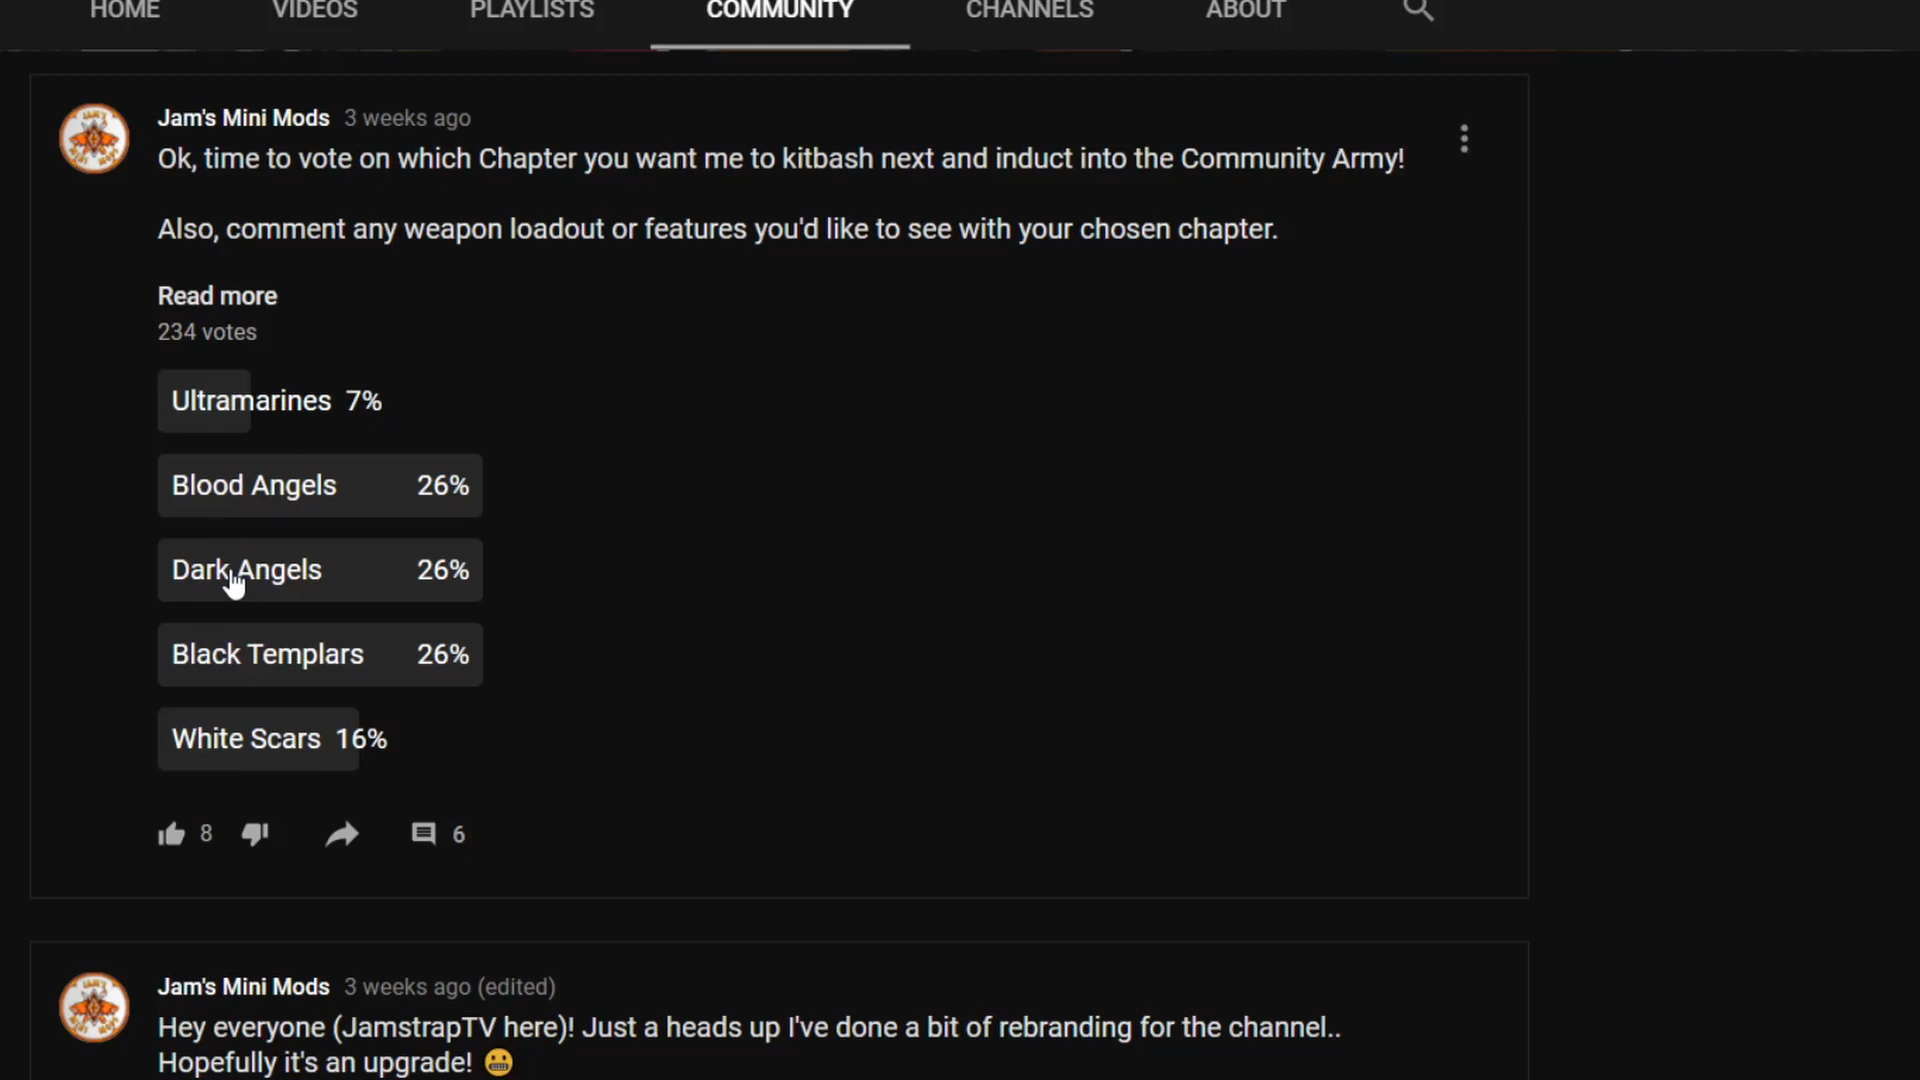 HOME VIDEOS PLAYLISTS COMMUNITY CHANNELS ABOUT
Jam's Mini Mods 3 weeks ago
Ok, time to vote on which Chapter you want me to kitbash next and induct into the Community Army!
Also, comment any weapon loadout or features you'd like to see with your chosen chapter.
Read more
234 votes
Ultramarines 7%
Blood Angels 26%
Dark Angels 26%
Black Templars 26%
White Scars 16%
8 6
Jam's Mini Mods 3 weeks ago (edited)
Hey everyone (JamstrapTV here)! Just a heads up I've done a bit of rebranding for the channel..
Hopefully it's an upgrade! 😬